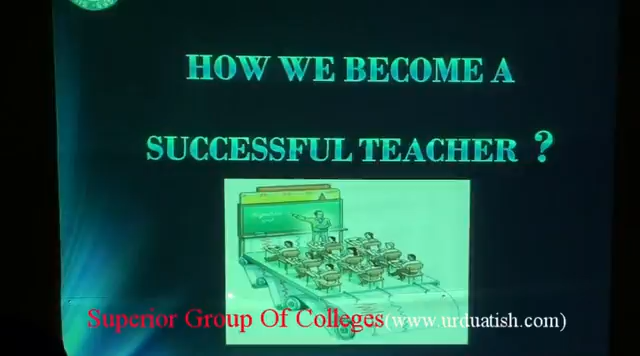 HOW WE BECOME A
SUCCESSFUL TEACHER ?
Superior Group Of Colleges (www.urduatish.com)